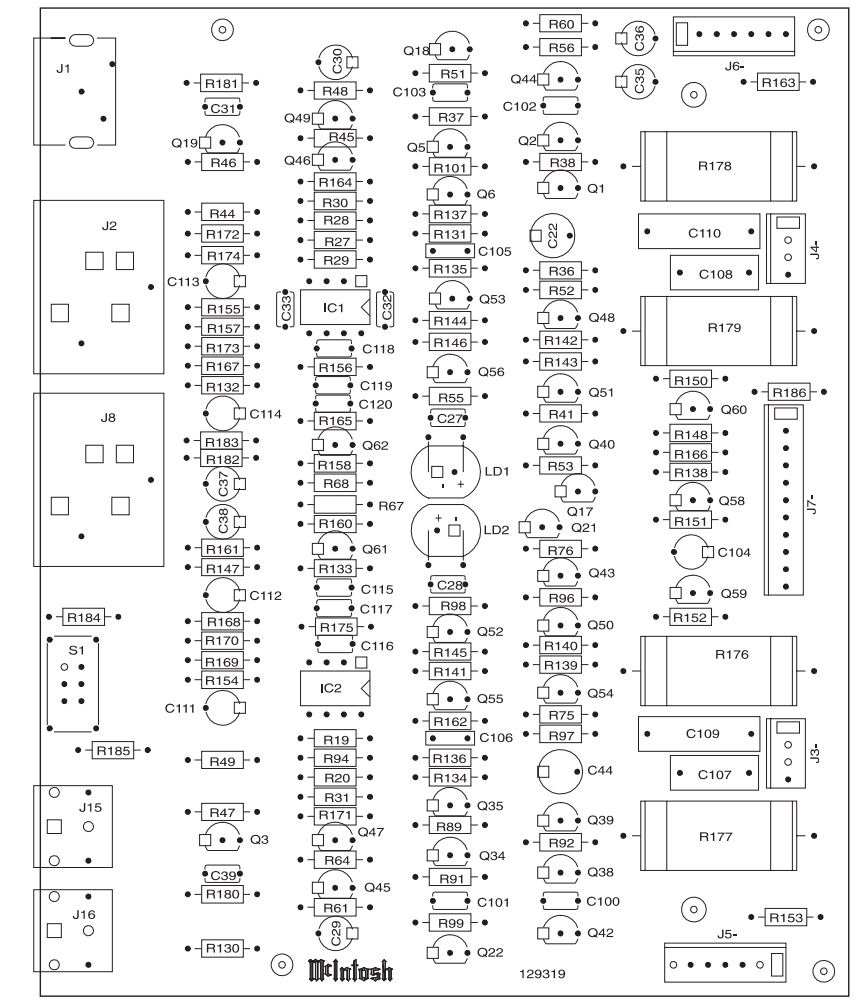 R60
C36
Q18
C30
R56
J1
R51
J6-
R181
C103
Q44
C35
R163
R48
C31
C102
Q49
R37
Q19
R45
Q5
Q2
R46
Q46
R101
R38
R178
R164
Q6
Q1
R30
R44
R137
J2
R28
C110
R172
R131
C22
J4-
R27
R174
C105
R29
R135
R36
C108
C113
R52
Q53
C33
IC1
C32
R155
Q48
R144
R179
R157
R146
R142
R173
C118
R143
R167
R156
Q56
R150
R132
C119
R186
R55
Q51
C120
Q60
J8
C114
R165
C27
R41
R148
R183
Q62
Q40
R166
R182
R158
LD1
R53
R138
C37
R68
- +
Q17
Q58
R67
J7-
C38
R160
+ -
LD2
Q21
R151
R161
Q61
R76
C104
R147
R133
Q43
C112
C115
C28
Q59
R184
C117
R98
R96
R152
R168
R175
Q52
Q50
S1
R170
C116
R145
R140
R176
R169
R141
R139
R154
IC2
Q54
C111
Q55
R162
R75
R185
R19
C106
R97
C109
J3-
R49
R94
R136
R20
R134
C44
C107
J15
R31
Q35
R47
R171
R89
Q39
Q3
Q47
R92
R177
R64
Q34
C39
R91
Q38
R180
Q45
J16
R61
C101
C100
R99
R153
R130
C29
Q22
Q42
J5-
McIntosh
129319